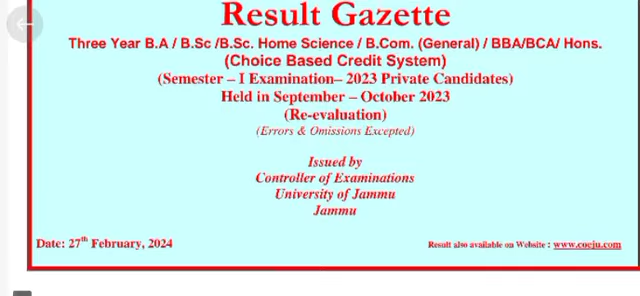 Result Gazette
Three Year B.A / B.Sc /B.Sc. Home Science / B.Com. (General) / BBA/BCA/ Hons.
(Choice Based Credit System)
(Semester – I Examination– 2023 Private Candidates)
Held in September – October 2023
(Re-evaluation)
(Errors & Omissions Excepted)
Issued by
Controller of Examinations
University of Jammu
Jammu
Date: 27th February, 2024
Result also available on Website : www.coeju.com